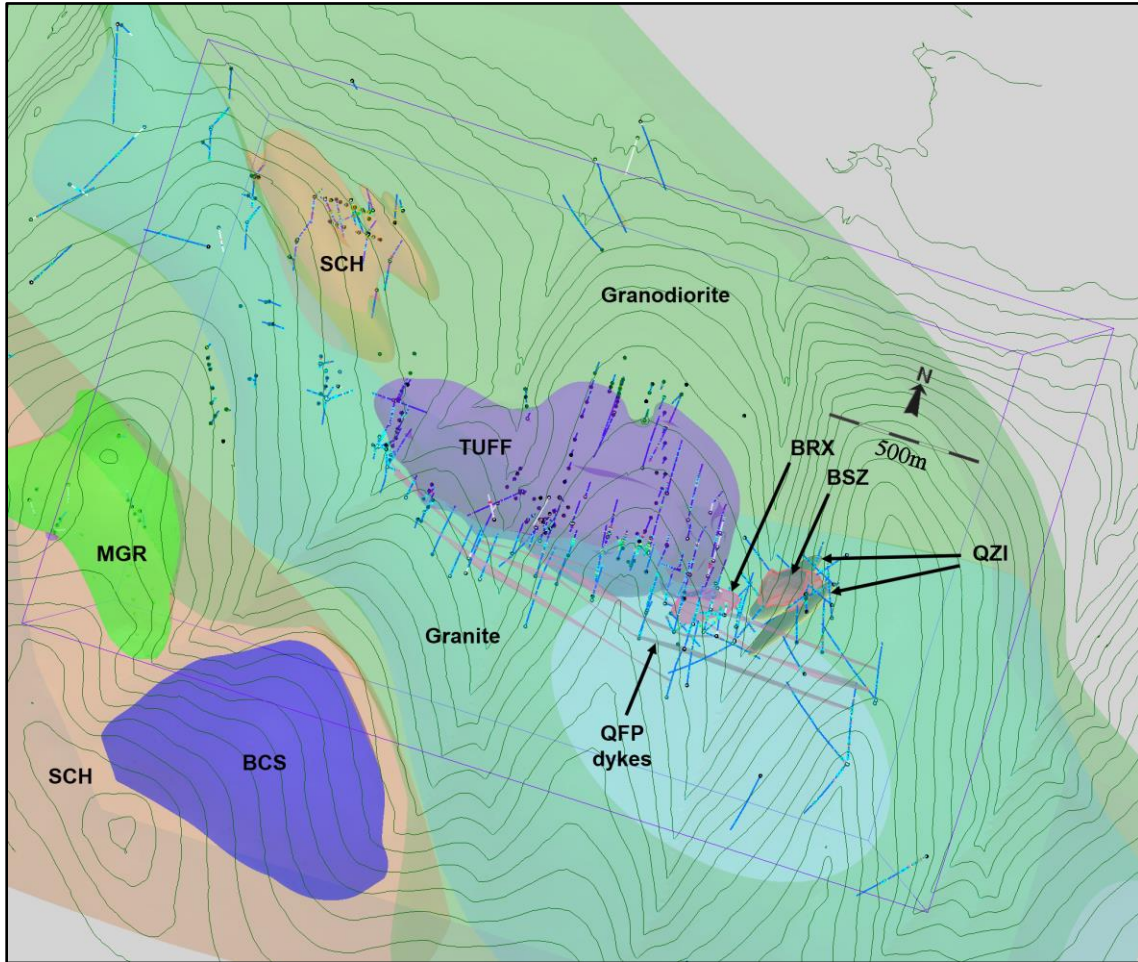 SCH
Granodiorite
N
500m
TUFF
BRX
BSZ
QZI
MGR
Granite
QFP
dykes
BCS
SCH